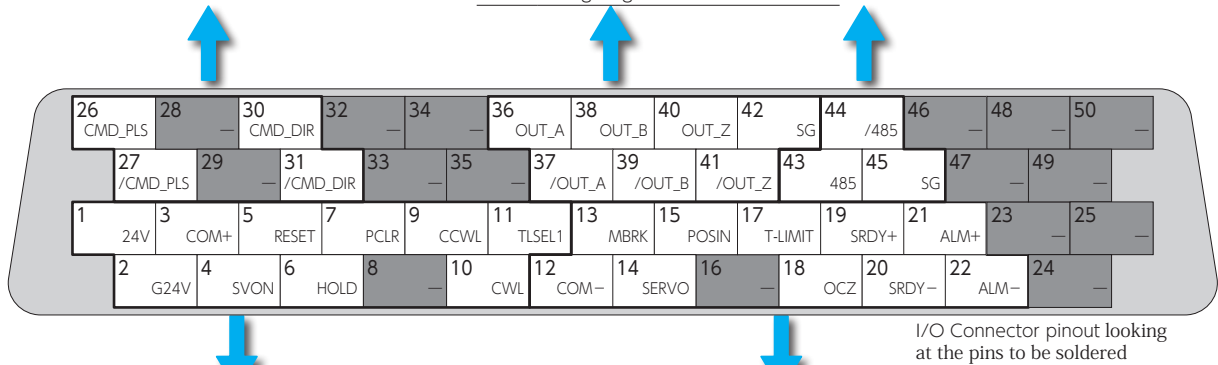 26 28 30 32 34 36 38 40 42 44 46 48 50
CMD_PLS — CMD_DIR — — OUT_A OUT_B OUT_Z SG /485 — — —
27 29 31 33 35 37 39 41 43 45 47 49
/CMD_PLS — /CMD_DIR — — /OUT_A /OUT_B /OUT_Z 485 SG — —
1 3 5 7 9 11 13 15 17 19 21 23 25
24V COM+ RESET PCLR CCWL TLSEL1 MBRK POSIN T-LIMIT SRDY+ ALM+ — —
2 4 6 8 10 12 14 16 18 20 22 24
G24V SVON HOLD — CWL COM− SERVO — OCZ SRDY− ALM− —
I/O Connector pinout looking
at the pins to be soldered